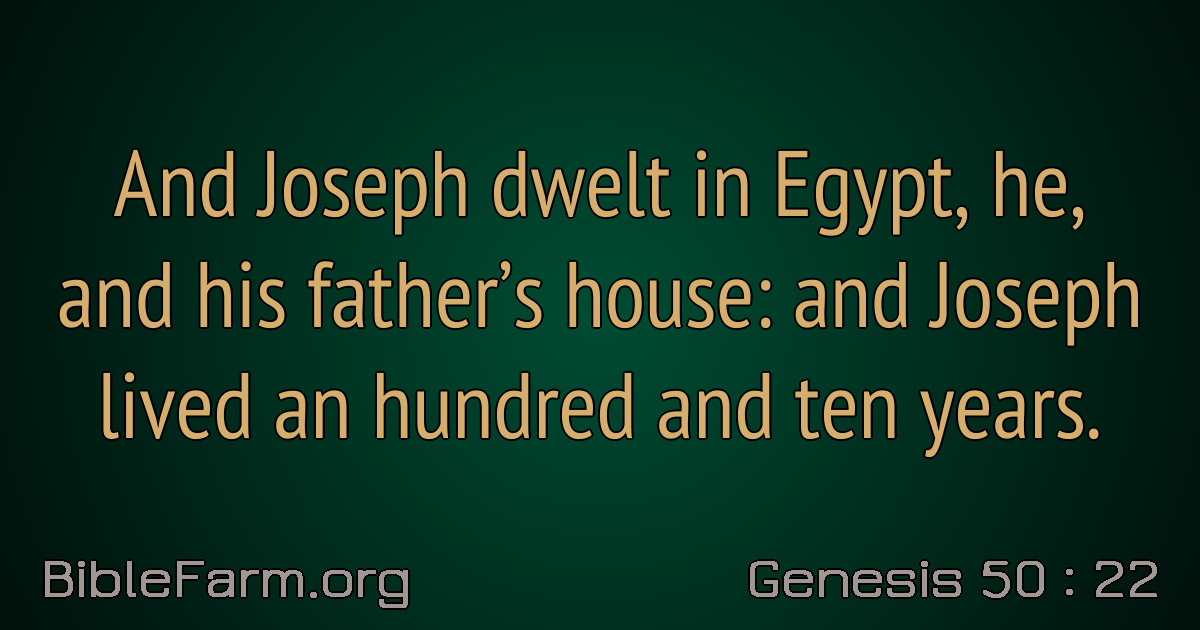 And Joseph dwelt in Egypt, he,
and his father’s house: and Joseph
lived an hundred and ten years.
BibleFarm.org
Genesis 50 : 22